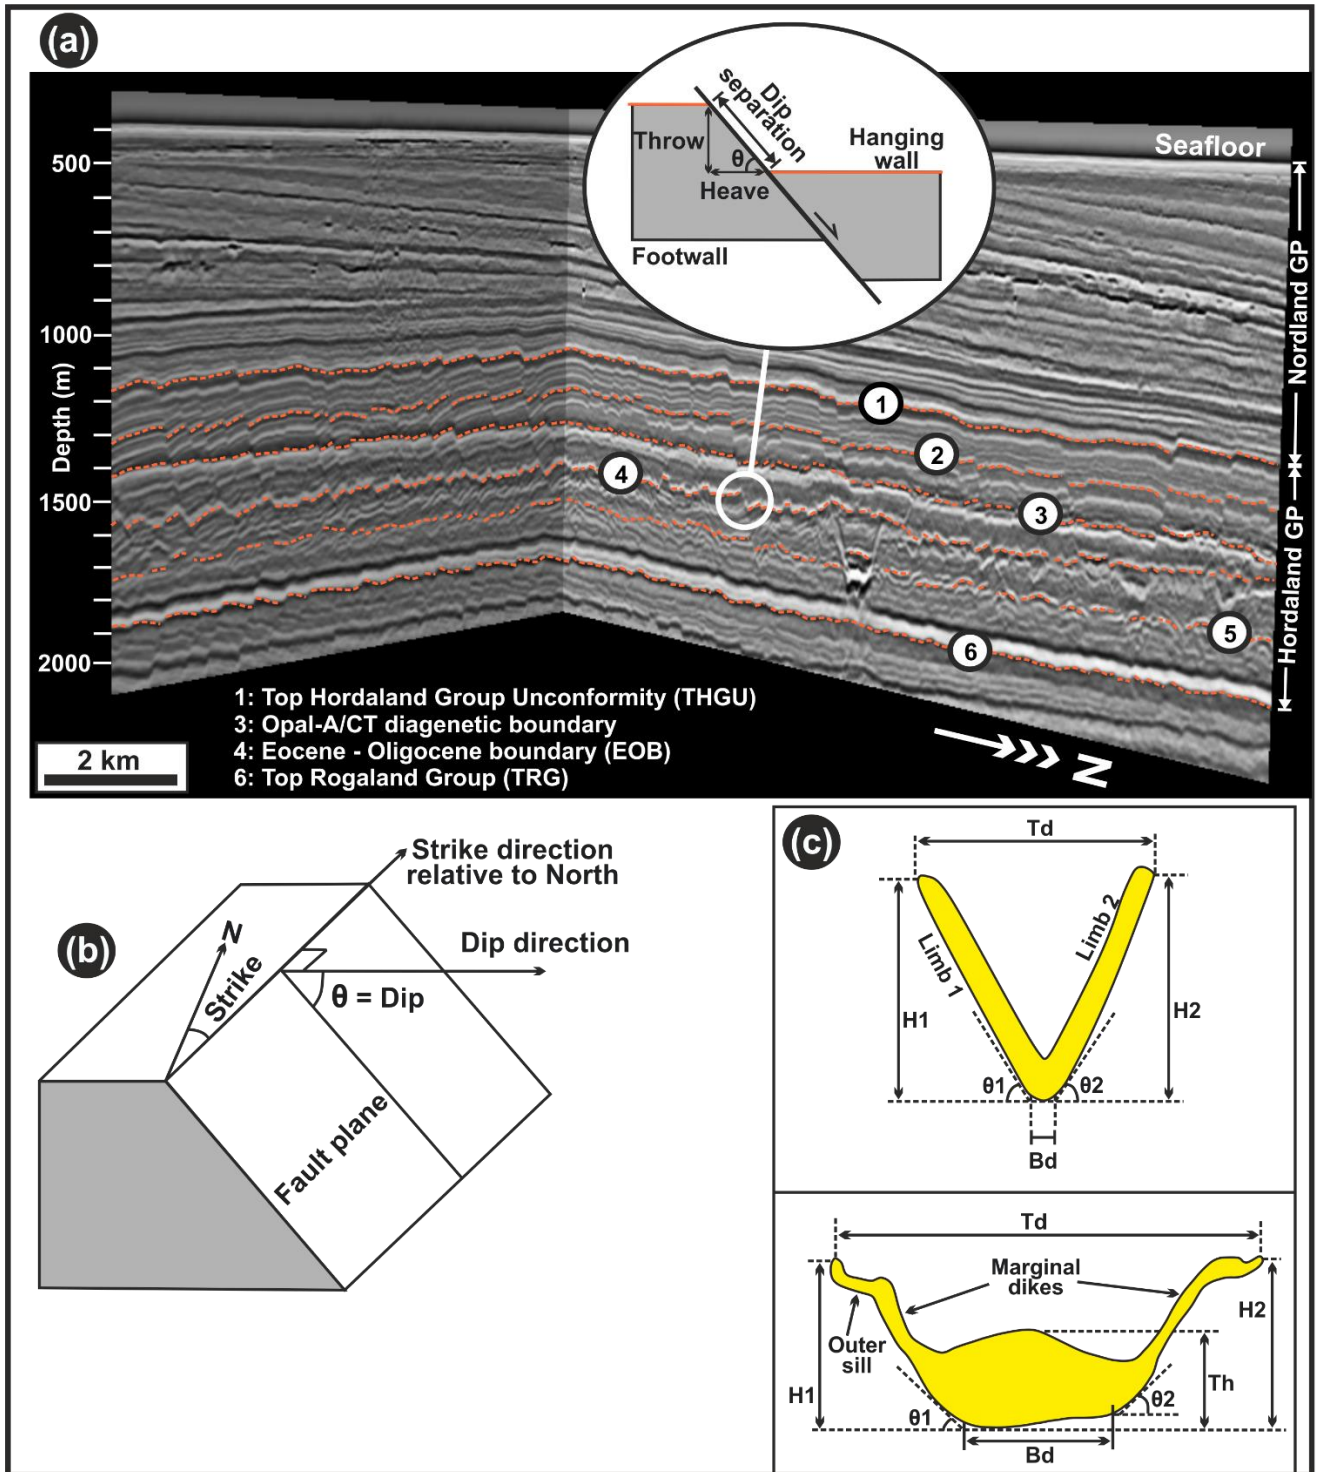 (a)
Dip
separation
Throw
θ
Heave
Hanging
wall
Footwall
Seafloor
500
1000
1500
2000
Depth (m)
Nordland GP
Hordaland GP
1
2
3
4
5
6
1: Top Hordaland Group Unconformity (THGU)
3: Opal-A/CT diagenetic boundary
4: Eocene - Oligocene boundary (EOB)
6: Top Rogaland Group (TRG)
2 km
N
(b)
Strike direction
relative to North
N
Strike
Dip direction
θ = Dip
Fault plane
(c)
Td
Limb 1
Limb 2
H1
H2
θ1
θ2
Bd
Td
Marginal
dikes
Outer
sill
H1
H2
Th
θ1
θ2
Bd